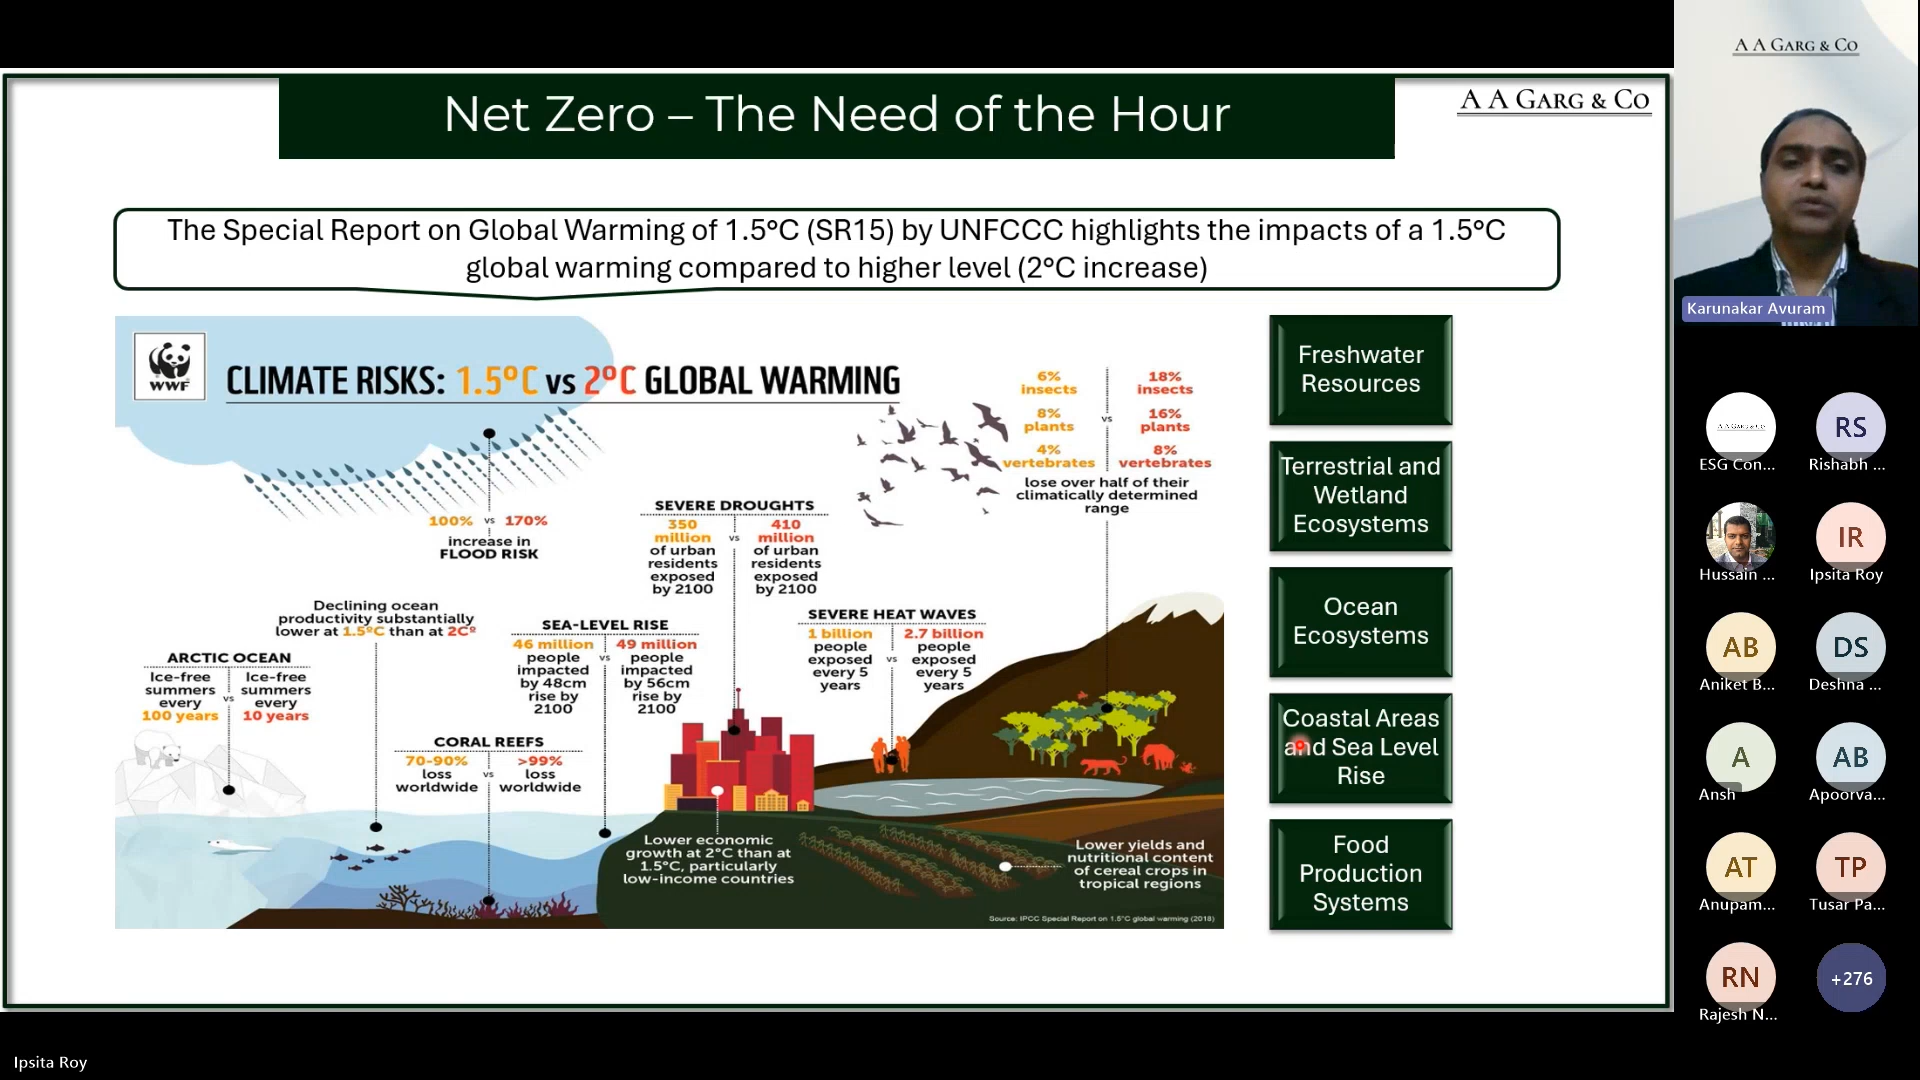 Net Zero – The Need of the Hour
A A GARG & CO
The Special Report on Global Warming of 1.5°C (SR15) by UNFCCC highlights the impacts of a 1.5°C
global warming compared to higher level (2°C increase)
WWF
CLIMATE RISKS: 1.5°C vs 2°C GLOBAL WARMING
6%
insects
8%
plants
4%
vertebrates
vs
18%
insects
16%
plants
8%
vertebrates
lose over half of their
climatically determined
range
100% vs 170%
increase in
FLOOD RISK
SEVERE DROUGHTS
350
million
of urban
residents
exposed
by 2100
vs
410
million
of urban
residents
exposed
by 2100
Declining ocean
productivity substantially
lower at 1.5ºC than at 2Cº
SEA-LEVEL RISE
46 million
people
impacted
by 48cm
rise by
2100
vs
49 million
people
impacted
by 56cm
rise by
2100
SEVERE HEAT WAVES
1 billion
people
exposed
every 5
years
vs
2.7 billion
people
exposed
every 5
years
ARCTIC OCEAN
Ice-free
summers
every
100 years
vs
Ice-free
summers
every
10 years
CORAL REEFS
70-90%
loss
worldwide
vs
>99%
loss
worldwide
Lower economic
growth at 2°C than at
1.5°C, particularly
low-income countries
Lower yields and
nutritional content
of cereal crops in
tropical regions
Source: IPCC Special Report on 1.5°C global warming (2018)
Freshwater
Resources
Terrestrial and
Wetland
Ecosystems
Ocean
Ecosystems
Coastal Areas
and Sea Level
Rise
Food
Production
Systems
A A GARG & CO
Karunakar Avuram
A A GARG & CO
ESG Con...
RS
Rishabh ...
Hussain ...
IR
Ipsita Roy
AB
Aniket B...
DS
Deshna ...
A
Ansh
AB
Apoorva...
AT
Anupam...
TP
Tusar Pa...
RN
Rajesh N...
+276
Ipsita Roy